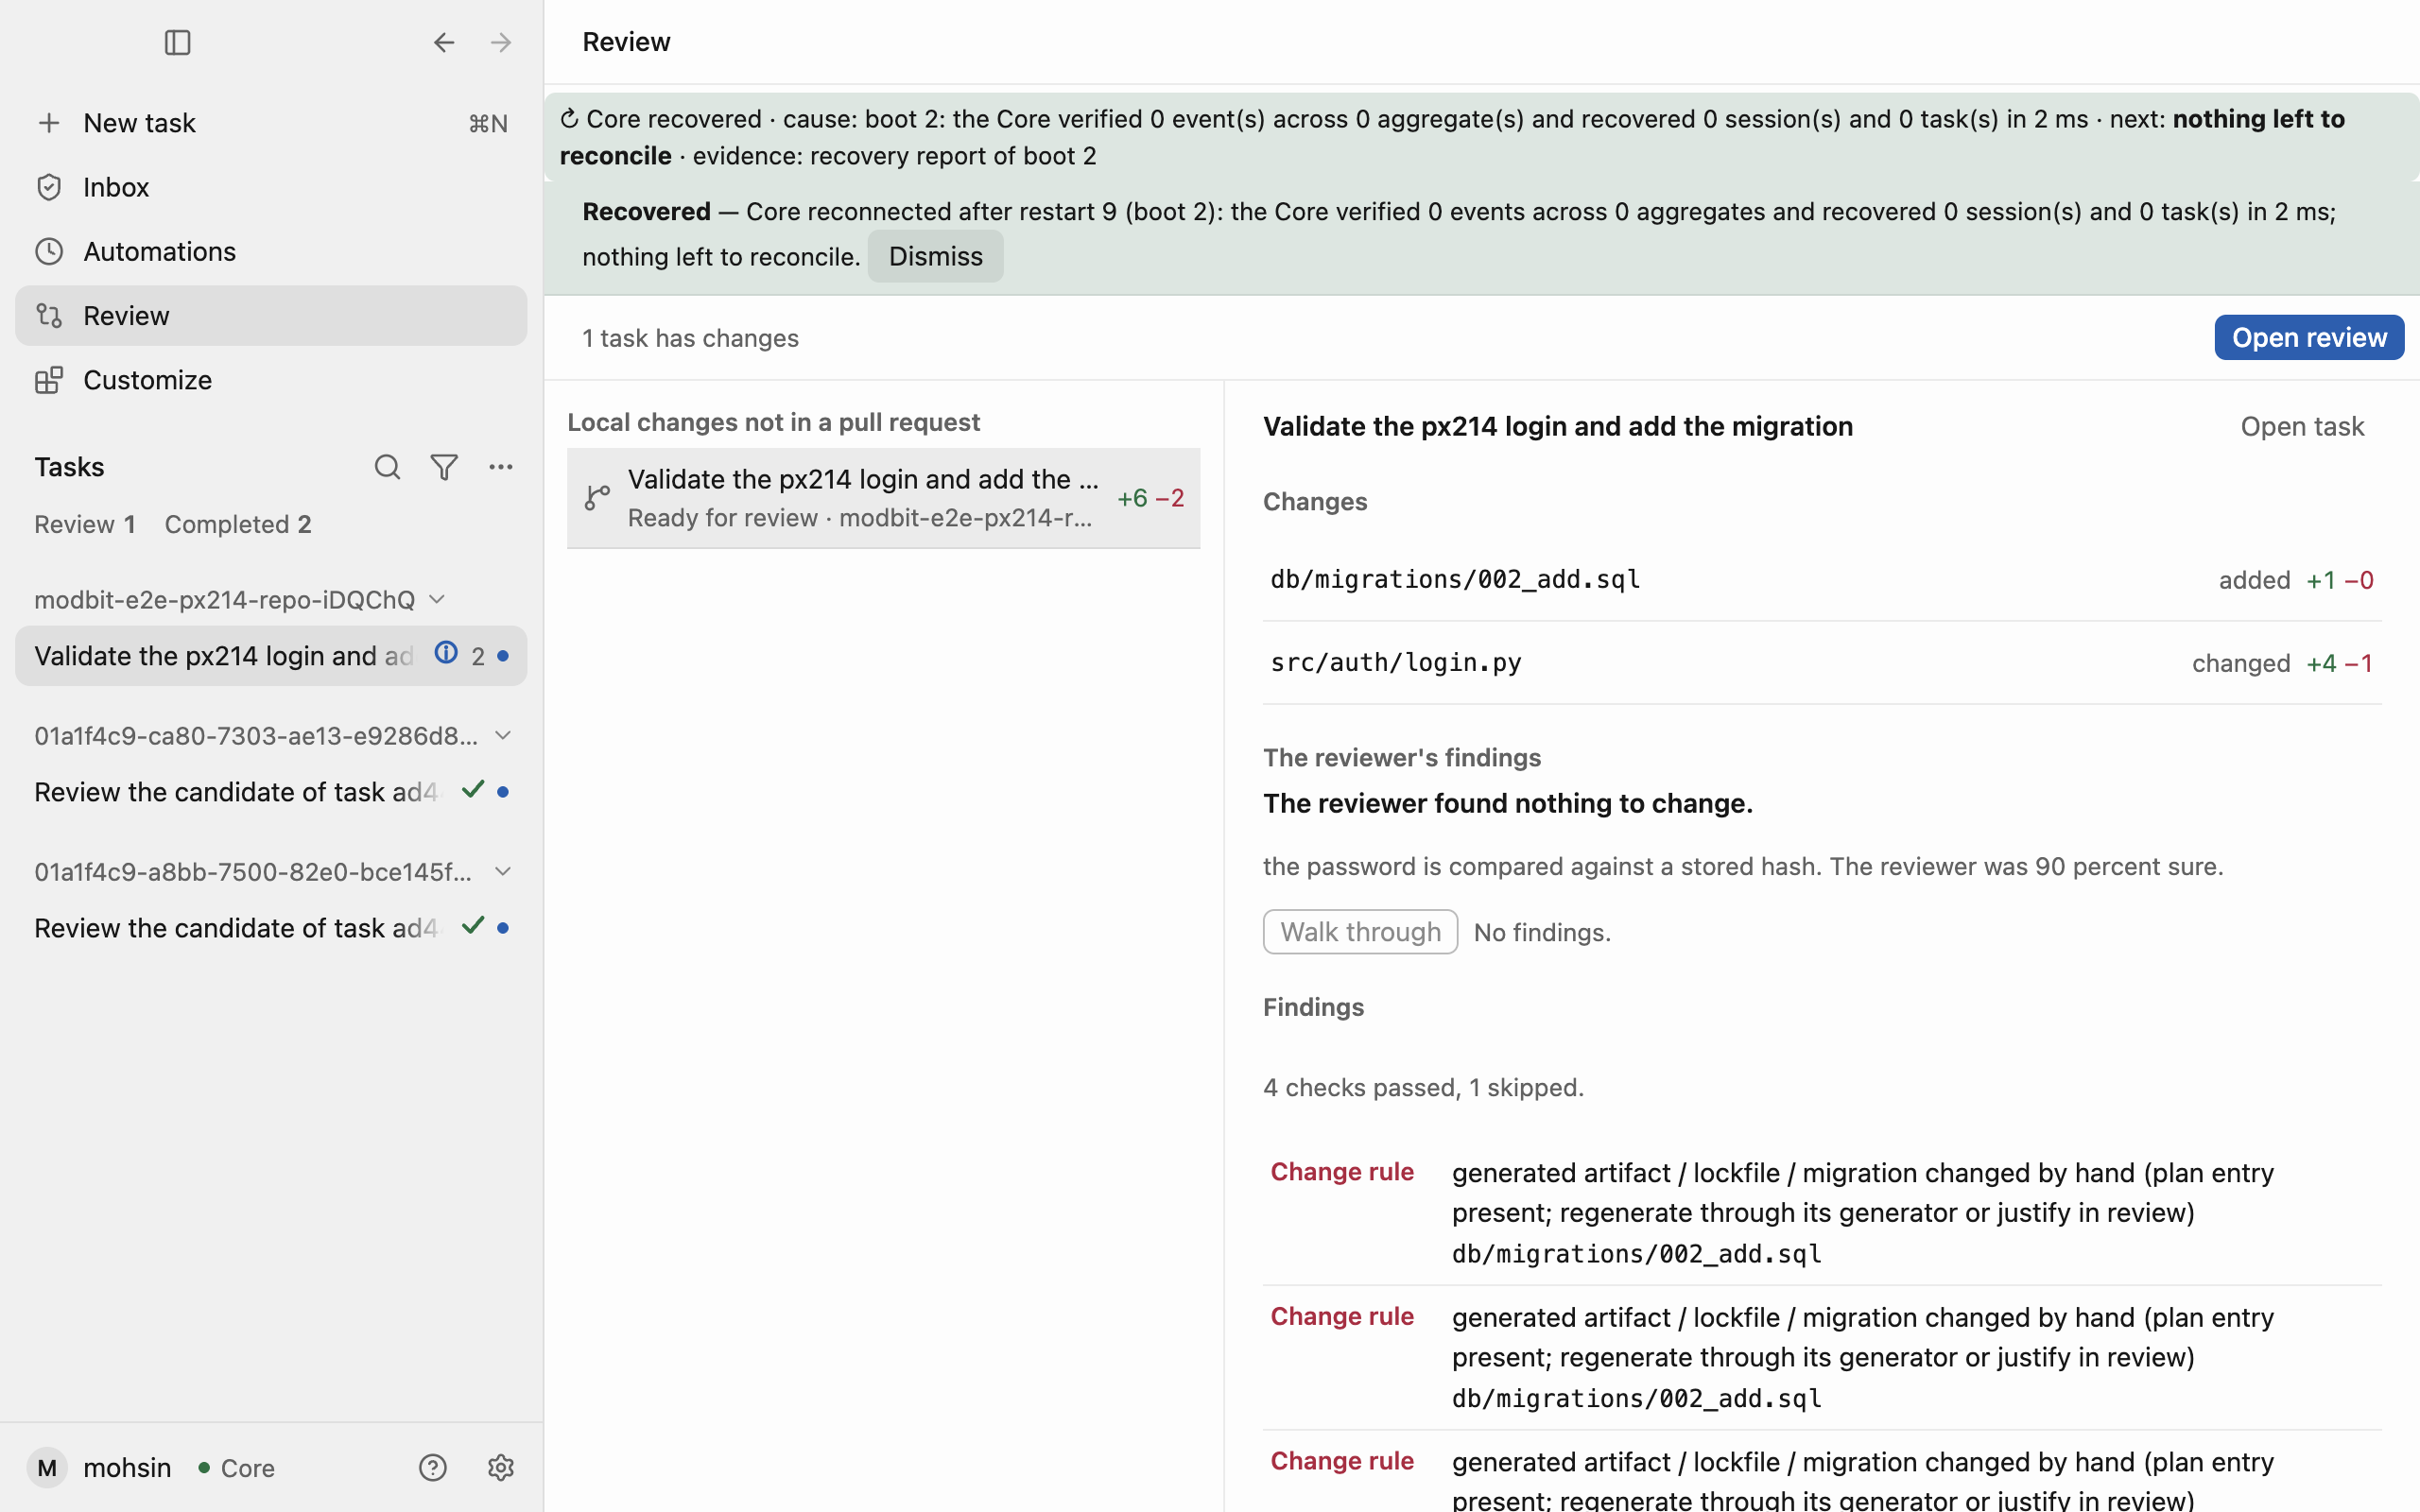 New task ⌘N
Inbox
Automations
Review
Customize
Tasks
Review 1 Completed 2
modbit-e2e-px214-repo-iDQChQ
Validate the px214 login and ad 2
01a1f4c9-ca80-7303-ae13-e9286d8...
Review the candidate of task ad4
01a1f4c9-a8bb-7500-82e0-bce145f...
Review the candidate of task ad4
M mohsin Core
Review
Core recovered · cause: boot 2: the Core verified 0 event(s) across 0 aggregate(s) and recovered 0 session(s) and 0 task(s) in 2 ms · next: nothing left to
reconcile · evidence: recovery report of boot 2
Recovered — Core reconnected after restart 9 (boot 2): the Core verified 0 events across 0 aggregates and recovered 0 session(s) and 0 task(s) in 2 ms;
nothing left to reconcile. Dismiss
1 task has changes Open review
Local changes not in a pull request
Validate the px214 login and add the ...
Ready for review · modbit-e2e-px214-r... +6 −2
Validate the px214 login and add the migration Open task
Changes
db/migrations/002_add.sql added +1 −0
src/auth/login.py changed +4 −1
The reviewer's findings
The reviewer found nothing to change.
the password is compared against a stored hash. The reviewer was 90 percent sure.
Walk through No findings.
Findings
4 checks passed, 1 skipped.
Change rule generated artifact / lockfile / migration changed by hand (plan entry
present; regenerate through its generator or justify in review)
db/migrations/002_add.sql
Change rule generated artifact / lockfile / migration changed by hand (plan entry
present; regenerate through its generator or justify in review)
db/migrations/002_add.sql
Change rule generated artifact / lockfile / migration changed by hand (plan entry
present; regenerate through its generator or justify in review)